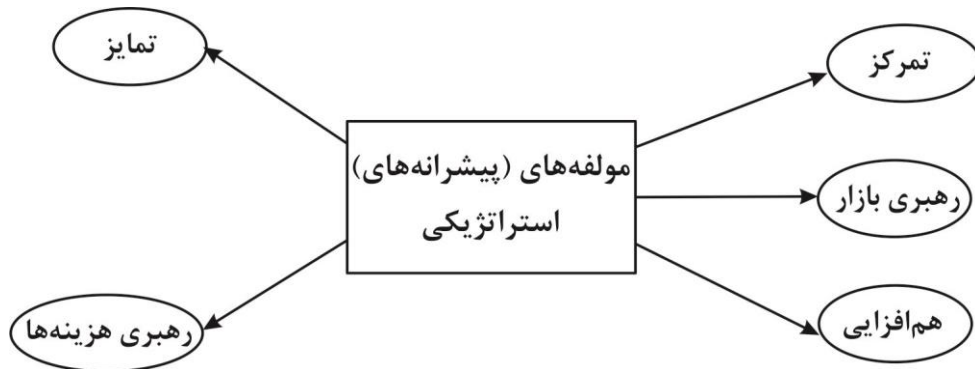 تمرکز
تمایز
مولفه‌های (پیشرانه‌های)
استراتژیکی
رهبری بازار
هم‌افزایی
رهبری هزینه‌ها